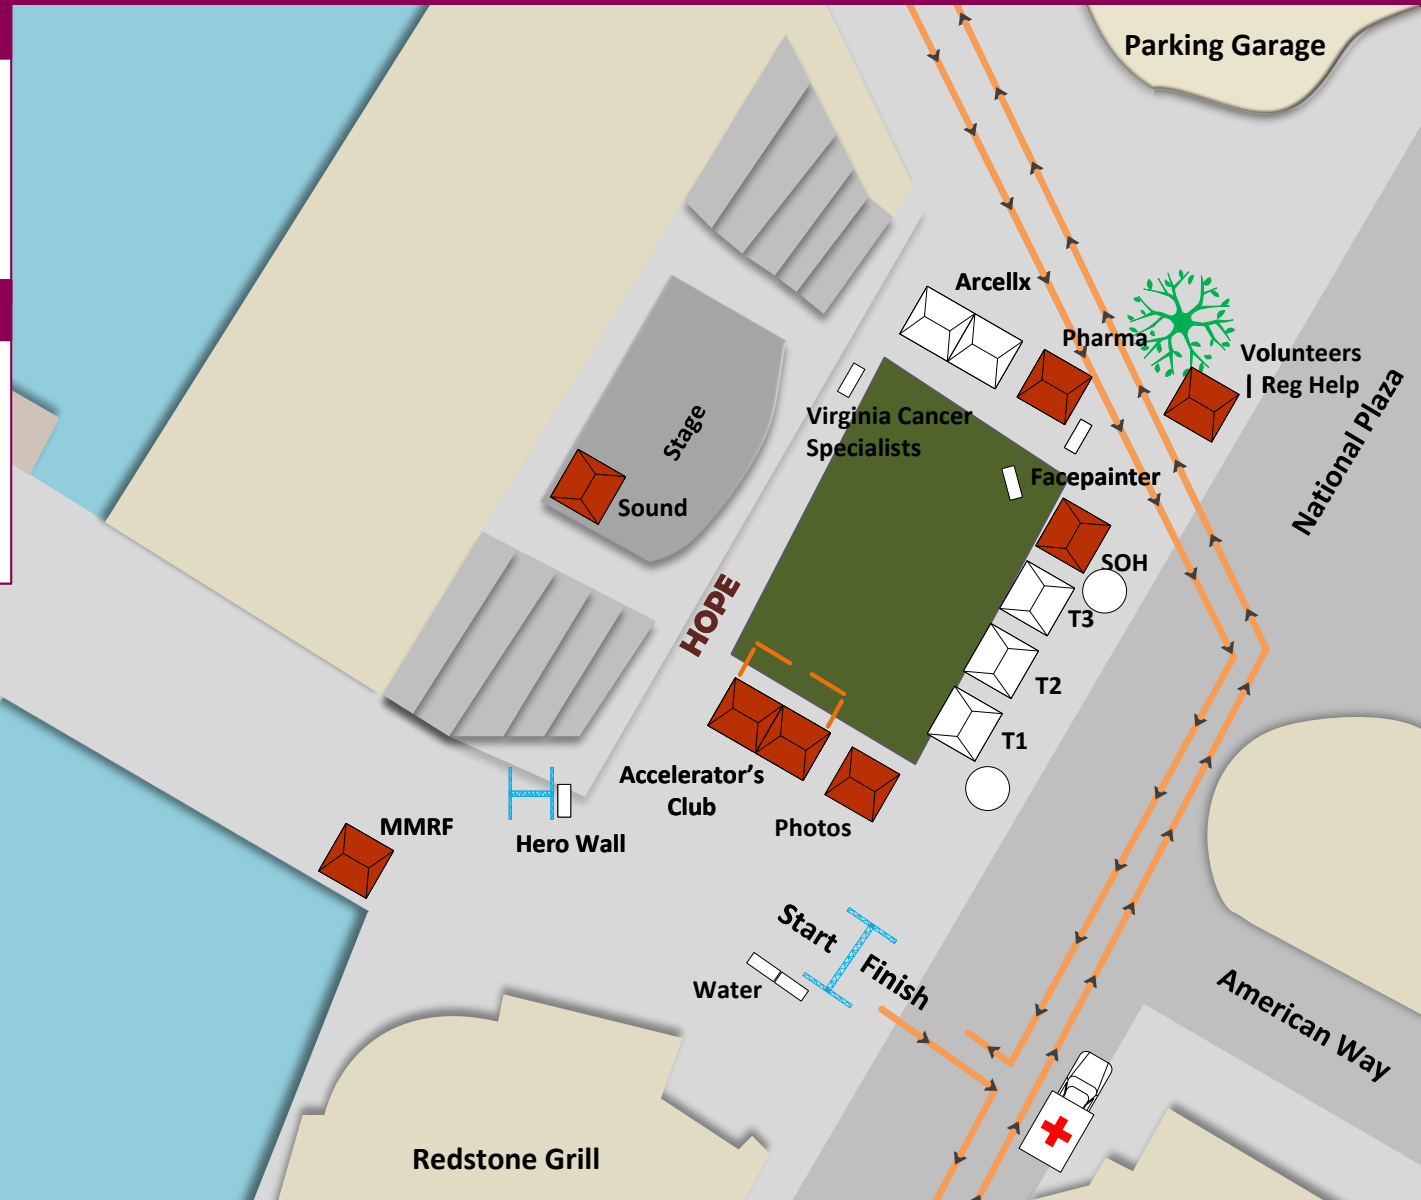 Parking Garage
Arcellx
Pharma
Volunteers
| Reg Help
National Plaza
Virginia Cancer
Specialists
Stage
Sound
Facepainter
SOH
HOPE
T3
T2
T1
Accelerator's
Club
Photos
MMRF
Hero Wall
Start
Finish
Water
American Way
Redstone Grill